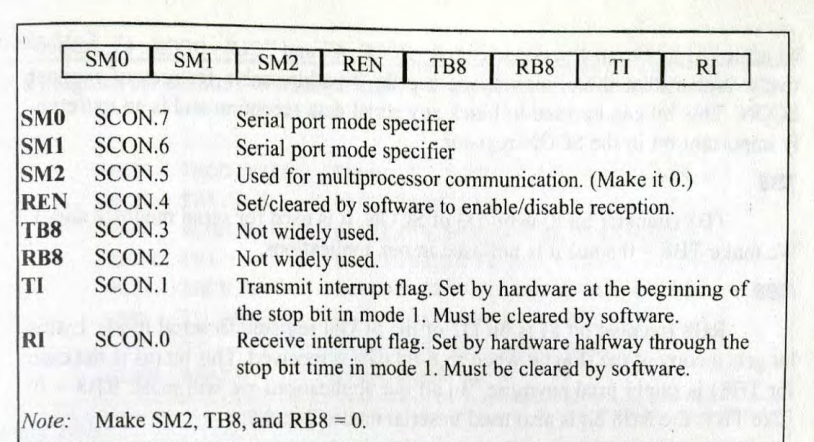 SM0 SM1 SM2 REN TB8 RB8 TI RI
SM0 SCON.7 Serial port mode specifier.
SM1 SCON.6 Serial port mode specifier.
SM2 SCON.5 Used for multiprocessor communication. (Make it 0.)
REN SCON.4 Set/cleared by software to enable/disable reception.
TB8 SCON.3 Not widely used.
RB8 SCON.2 Not widely used.
TI SCON.1 Transmit interrupt flag. Set by hardware at the beginning of
the stop bit in mode 1. Must be cleared by software.
RI SCON.0 Receive interrupt flag. Set by hardware halfway through the
stop bit time in mode 1. Must be cleared by software.
Note: Make SM2, TB8, and RB8 = 0.